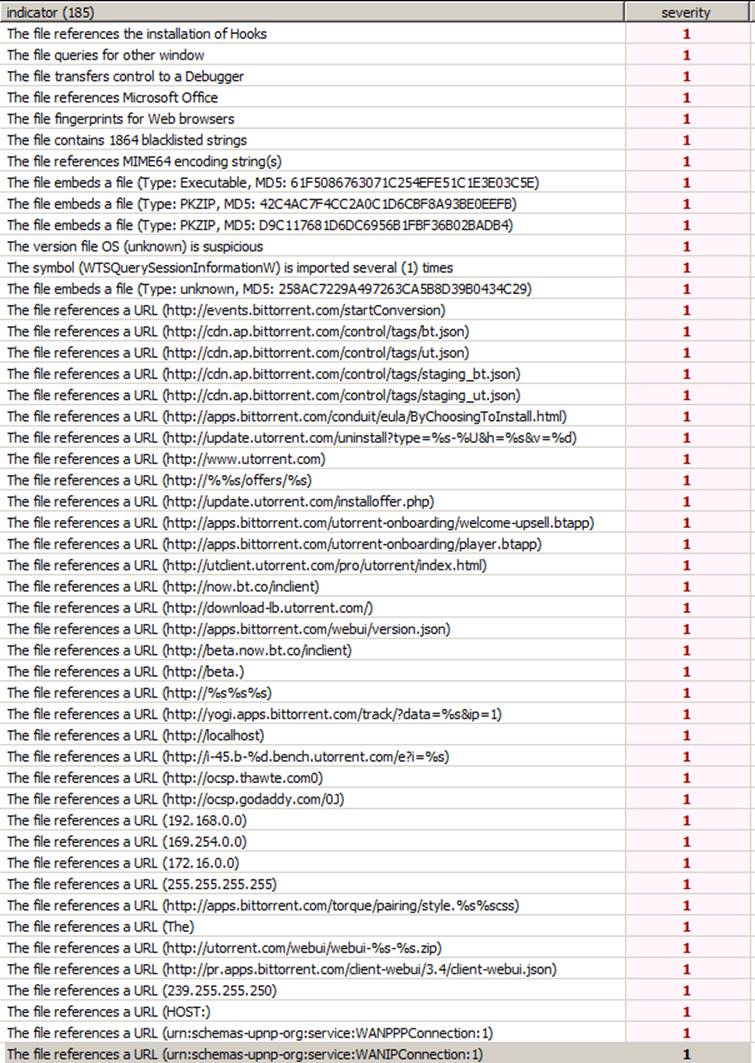 indicator (185) severity
The file references the installation of Hooks 1
The file queries for other window 1
The file transfers control to a Debugger 1
The file references Microsoft Office 1
The file fingerprints for Web browsers 1
The file contains 1864 blacklisted strings 1
The file references MIME64 encoding string(s) 1
The file embeds a file (Type: Executable, MD5: 61F5086763071C254EFE51C1E3E03C5E) 1
The file embeds a file (Type: PKZIP, MD5: 42C4AC7F4CC2A0C1D6CBF8A93BE0EEFB) 1
The file embeds a file (Type: PKZIP, MD5: D9C117681D6DC6956B1FBF36B02BADB4) 1
The version file OS (unknown) is suspicious 1
The symbol (WTSQuerySessionInformationW) is imported several (1) times 1
The file embeds a file (Type: unknown, MD5: 258AC7229A497263CA5B8D39B0434C29) 1
The file references a URL (http://events.bittorrent.com/startConversion) 1
The file references a URL (http://cdn.ap.bittorrent.com/control/tags/bt.json) 1
The file references a URL (http://cdn.ap.bittorrent.com/control/tags/ut.json) 1
The file references a URL (http://cdn.ap.bittorrent.com/control/tags/staging_bt.json) 1
The file references a URL (http://cdn.ap.bittorrent.com/control/tags/staging_ut.json) 1
The file references a URL (http://apps.bittorrent.com/conduit/eula/ByChoosingToInstall.html) 1
The file references a URL (http://update.utorrent.com/uninstall?type=%s-%U&h=%s&v=%d) 1
The file references a URL (http://www.utorrent.com) 1
The file references a URL (http://%%s/offers/%s) 1
The file references a URL (http://update.utorrent.com/installoffer.php) 1
The file references a URL (http://apps.bittorrent.com/utorrent-onboarding/welcome-upsell.btapp) 1
The file references a URL (http://apps.bittorrent.com/utorrent-onboarding/player.btapp) 1
The file references a URL (http://utclient.utorrent.com/pro/utorrent/index.html) 1
The file references a URL (http://now.bt.co/inclient) 1
The file references a URL (http://download-lb.utorrent.com/) 1
The file references a URL (http://apps.bittorrent.com/webui/version.json) 1
The file references a URL (http://beta.now.bt.co/inclient) 1
The file references a URL (http://beta.) 1
The file references a URL (http://%s%s%s) 1
The file references a URL (http://yogi.apps.bittorrent.com/track/?data=%s&ip=1) 1
The file references a URL (http://localhost) 1
The file references a URL (http://i-45.b-%d.bench.utorrent.com/e?i=%s) 1
The file references a URL (http://ocsp.thawte.com0) 1
The file references a URL (http://ocsp.godaddy.com/0J) 1
The file references a URL (192.168.0.0) 1
The file references a URL (169.254.0.0) 1
The file references a URL (172.16.0.0) 1
The file references a URL (255.255.255.255) 1
The file references a URL (http://apps.bittorrent.com/torque/pairing/style.%s%scss) 1
The file references a URL (The) 1
The file references a URL (http://utorrent.com/webui/webui-%s-%s.zip) 1
The file references a URL (http://pr.apps.bittorrent.com/client-webui/3.4/client-webui.json) 1
The file references a URL (239.255.255.250) 1
The file references a URL (HOST:) 1
The file references a URL (urn:schemas-upnp-org:service:WANPPPConnection:1) 1
The file references a URL (urn:schemas-upnp-org:service:WANIPConnection:1) 1